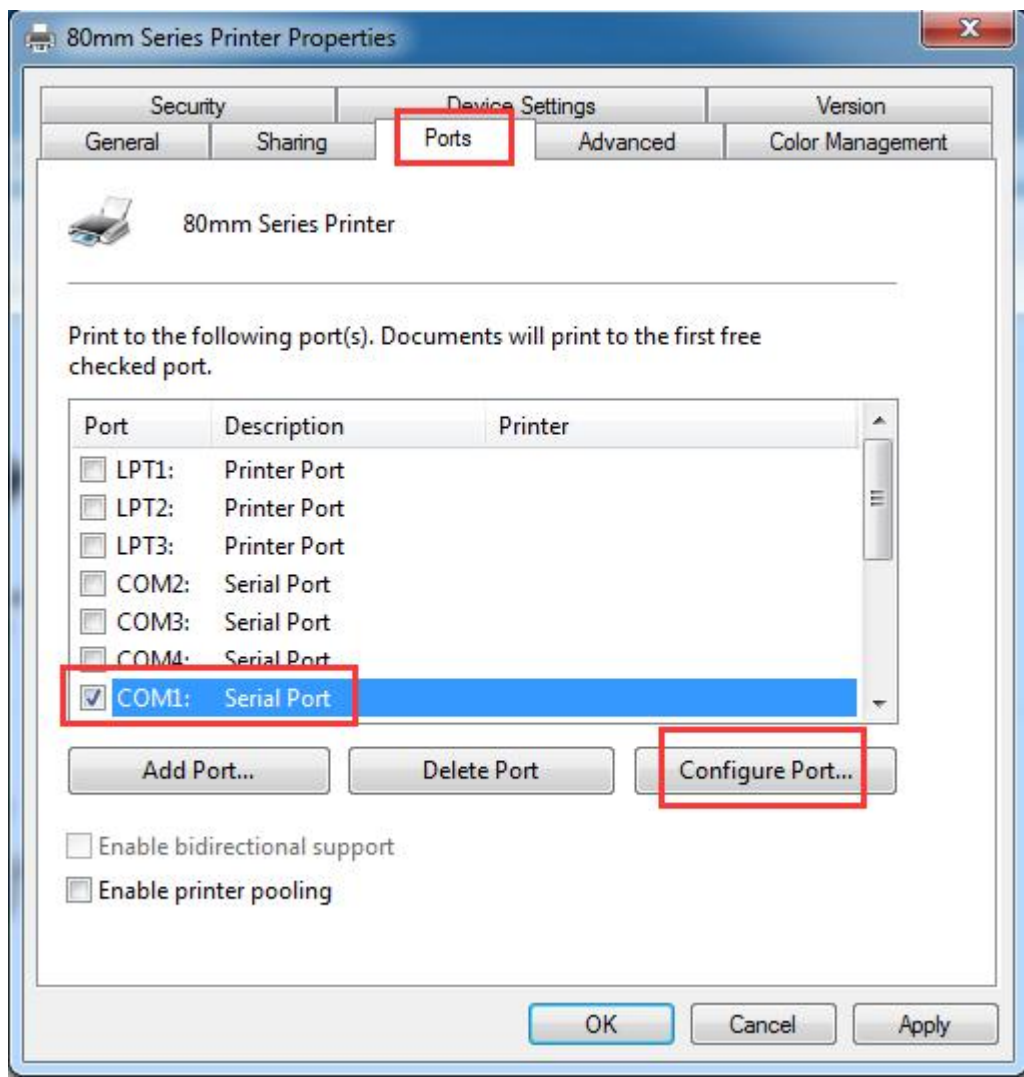 80mm Series Printer Properties
X
Security Device Settings Version
General Sharing Ports Advanced Color Management
80mm Series Printer
Print to the following port(s). Documents will print to the first free
checked port.
Port Description Printer
LPT1: Printer Port
LPT2: Printer Port
LPT3: Printer Port
COM2: Serial Port
COM3: Serial Port
COM4: Serial Port
COM1: Serial Port
Add Port... Delete Port Configure Port...
Enable bidirectional support
Enable printer pooling
OK Cancel Apply